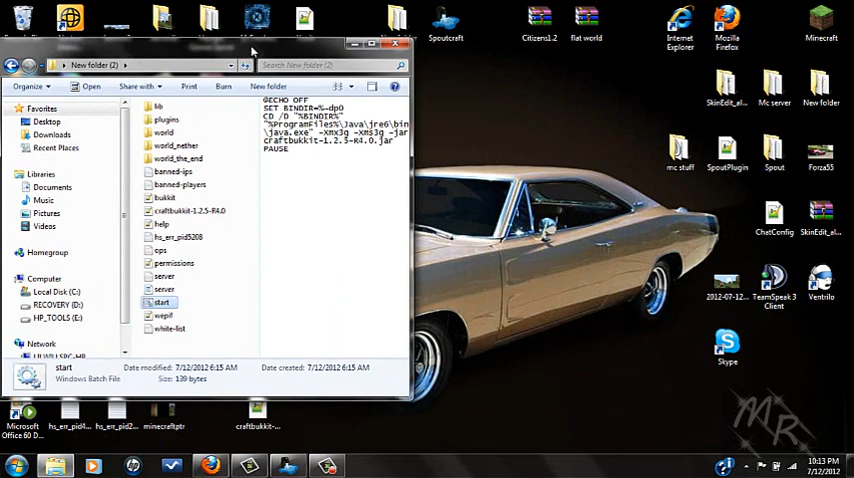 Spoutcraft
Citizens1.2
flat world
Internet
Explorer
Mozilla
Firefox
Minecraft
New folder (2)
Search New folder (2)
Organize
Open
Share with
Print
Burn
New folder
Favorites
Desktop
Downloads
Recent Places
Libraries
Documents
Music
Pictures
Videos
Homegroup
Computer
Local Disk (C:)
RECOVERY (D:)
HP_TOOLS (E:)
Network
lib
plugins
world
world_nether
world_the_end
banned-ips
banned-players
bukkit
craftbukkit-1.2.5-R4.0
help
hs_err_pid5208
ops
permissions
server
server
start
wepif
white-list
@ECHO OFF
SET BINDIR=%~dp0
CD /D "%BINDIR%"
"%ProgramFiles%\Java\jre6\bin
\java.exe" -Xmx3g -Xms3g -jar
craftbukkit-1.2.5-R4.0.jar
PAUSE
start
Date modified: 7/12/2012 6:15 AM
Date created: 7/12/2012 6:15 AM
Windows Batch File
Size: 139 bytes
SkinEdit_al...
Mc server
New folder
mc stuff
SpoutPlugin
Spout
Forza55
ChatConfig
SkinEdit_al...
2012-07-12...
TeamSpeak 3
Client
Ventrilo
Skype
Microsoft
Office 60 D...
hs_err_pid4...
hs_err_pid2...
minecraftptr
craftbukkit-...
MR
10:13 PM
7/12/2012